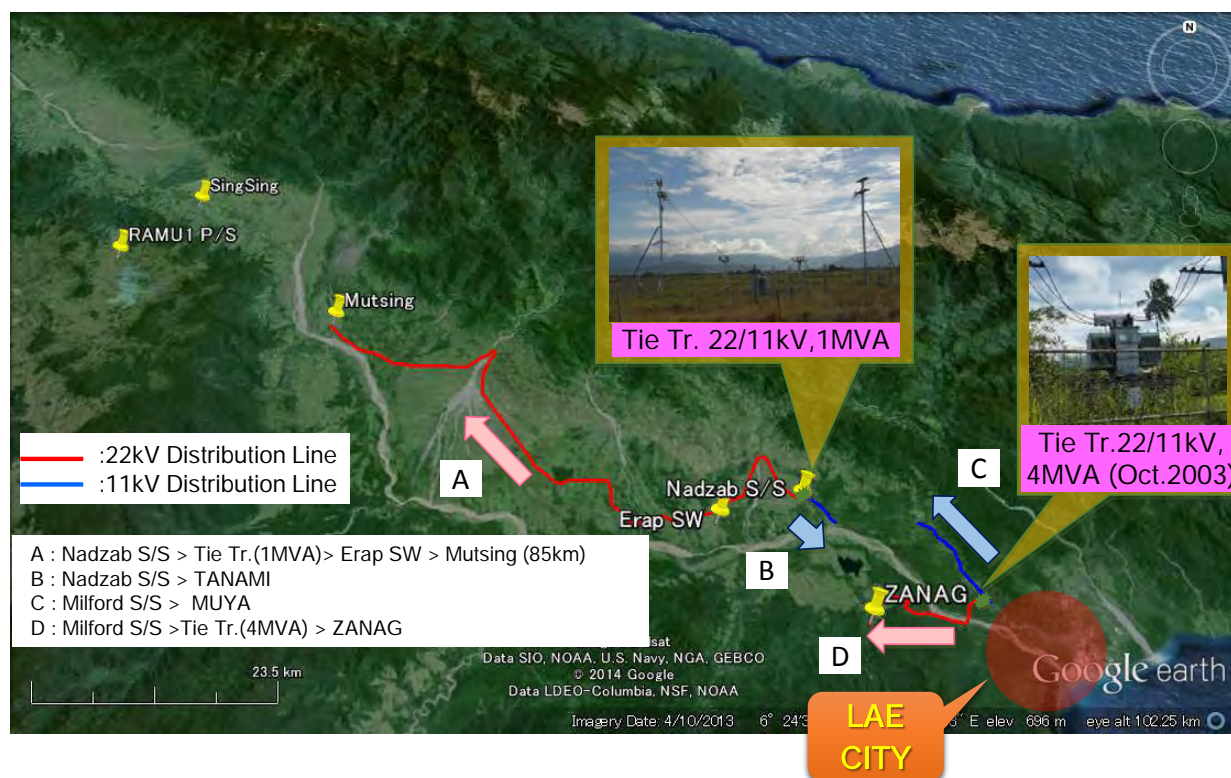 N
SingSing
RAMU1 P/S
Mutsing
Tie Tr. 22/11kV,1MVA
Tie Tr.22/11kV,
4MVA (Oct.2003)
:22kV Distribution Line
:11kV Distribution Line
A
C
Nadzab S/S
Erap SW
B
A : Nadzab S/S > Tie Tr.(1MVA)> Erap SW > Mutsing (85km)
B : Nadzab S/S > TANAMI
C : Milford S/S > MUYA
D : Milford S/S >Tie Tr.(4MVA) > ZANAG
ZANAG
D
Data SIO, NOAA, U.S. Navy, NGA, GEBCO
© 2014 Google
Data LDEO-Columbia, NSF, NOAA
23.5 km
Google earth
Imagery Date: 4/10/2013 6° 24'3 E elev 696 m eye alt 102.25 km
LAE
CITY